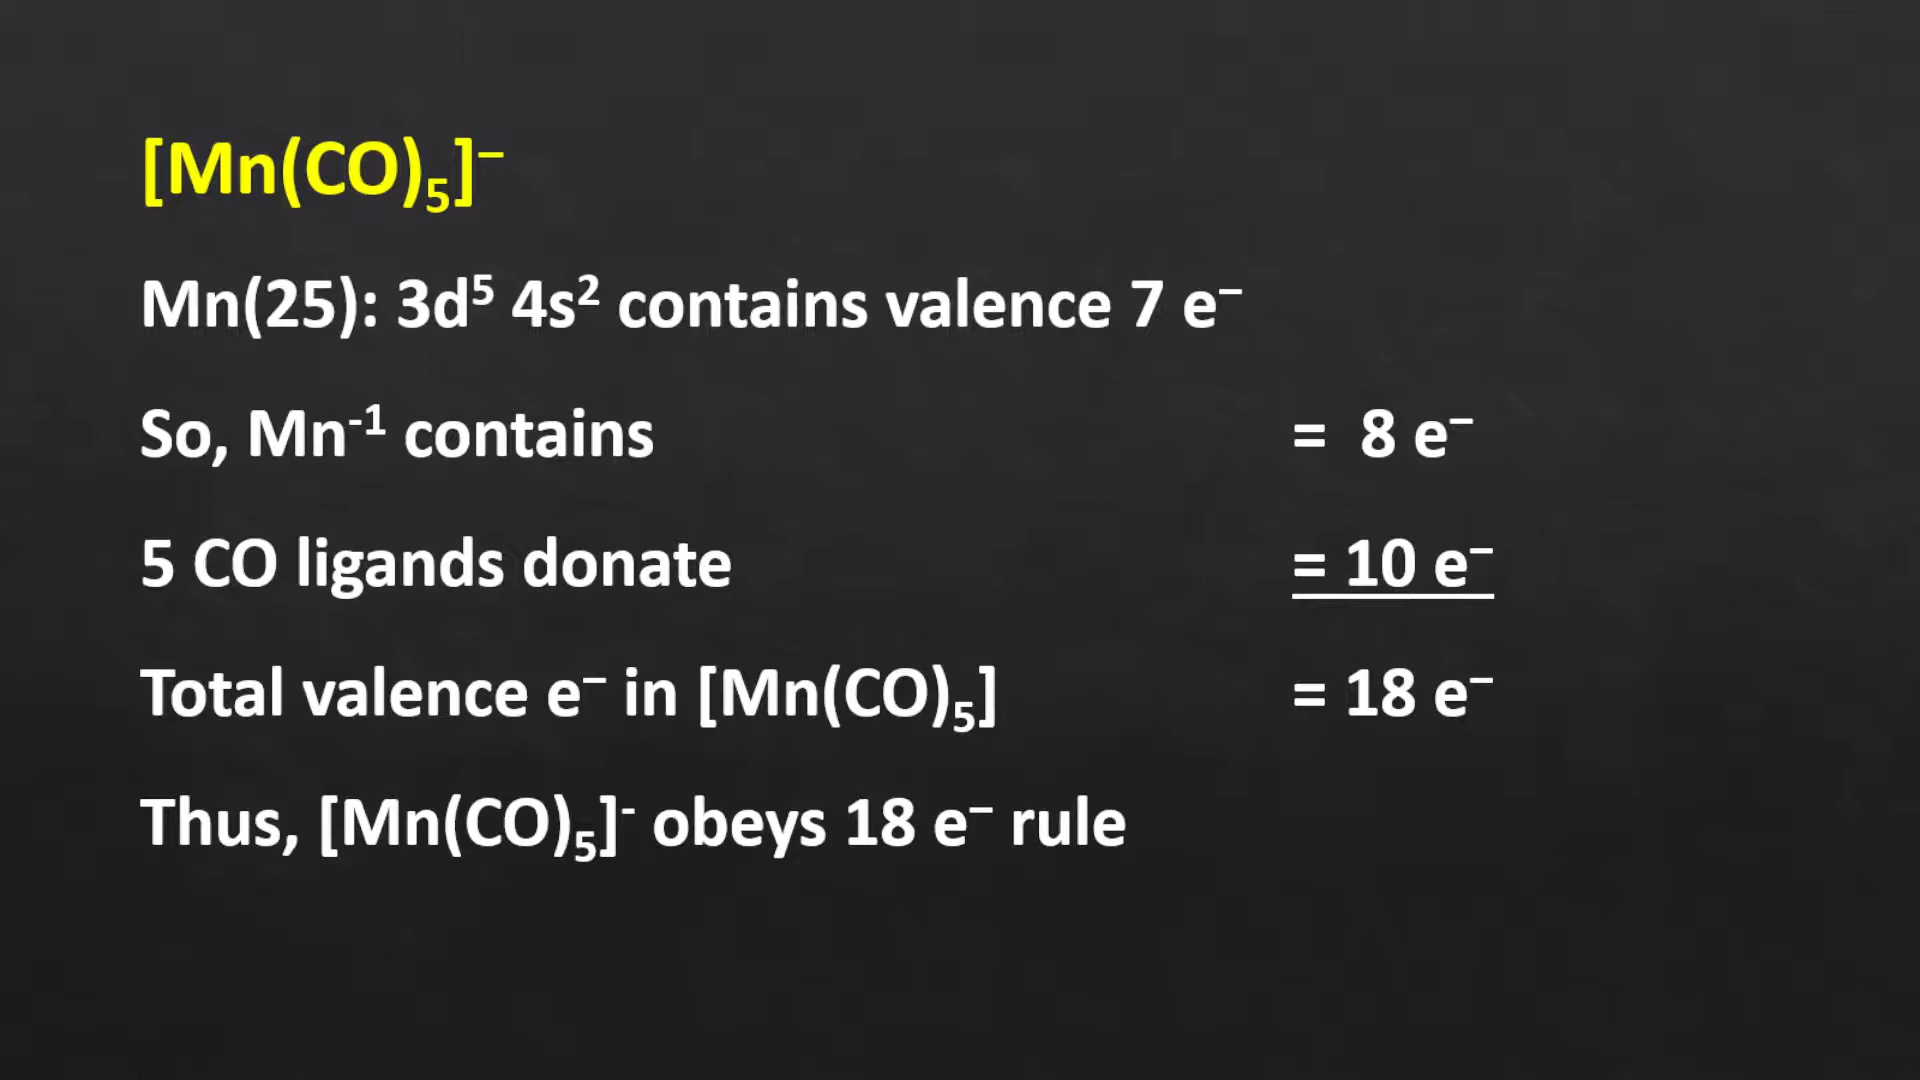 [Mn(CO)₅]⁻
Mn(25): 3d⁵ 4s² contains valence 7 e⁻
So, Mn⁻¹ contains = 8 e⁻
5 CO ligands donate = 10 e⁻
Total valence e⁻ in [Mn(CO)₅] = 18 e⁻
Thus, [Mn(CO)₅]⁻ obeys 18 e⁻ rule